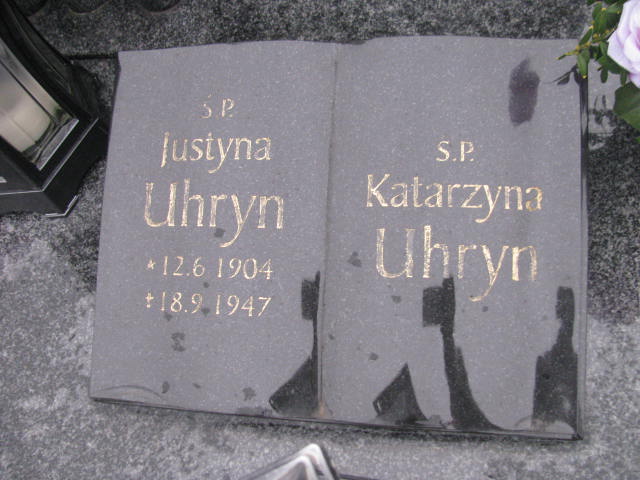 Ś.P.
Justyna
Uhryn
* 12.6 1904
† 18.9 1947
Ś.P.
Katarzyna
Uhryn